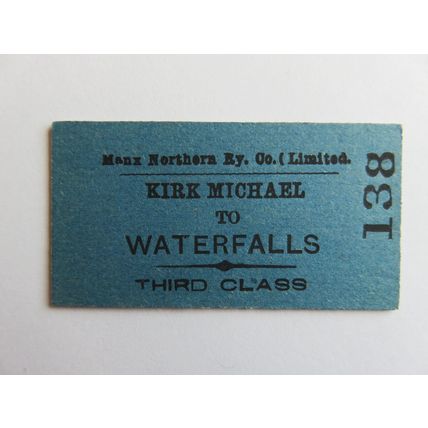 Manx Northern Ry. Co. (Limited.
KIRK MICHAEL
TO
WATERFALLS
THIRD CLASS
138